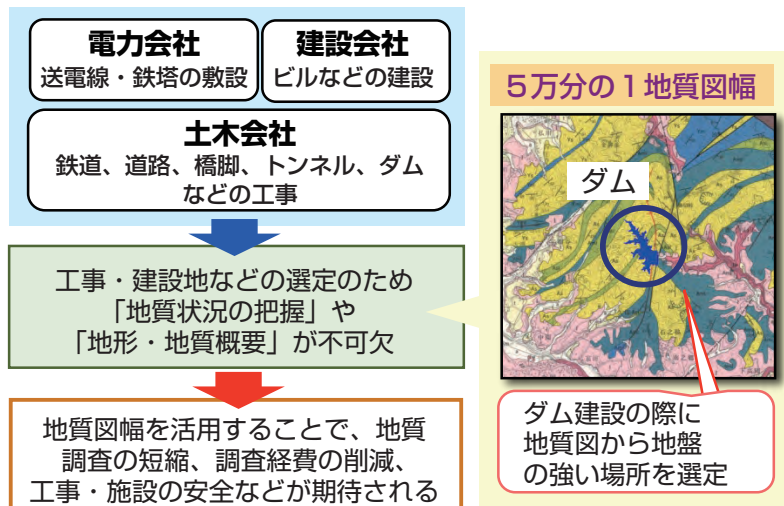 電力会社
送電線・鉄塔の敷設
建設会社
ビルなどの建設
土木会社
鉄道、道路、橋脚、トンネル、ダム
などの工事
工事・建設地などの選定のため
「地質状況の把握」や
「地形・地質概要」が不可欠
地質図幅を活用することで、地質
調査の短縮、調査経費の削減、
工事・施設の安全などが期待される
5万分の1地質図幅
ダム
ダム建設の際に
地質図から地盤
の強い場所を選定